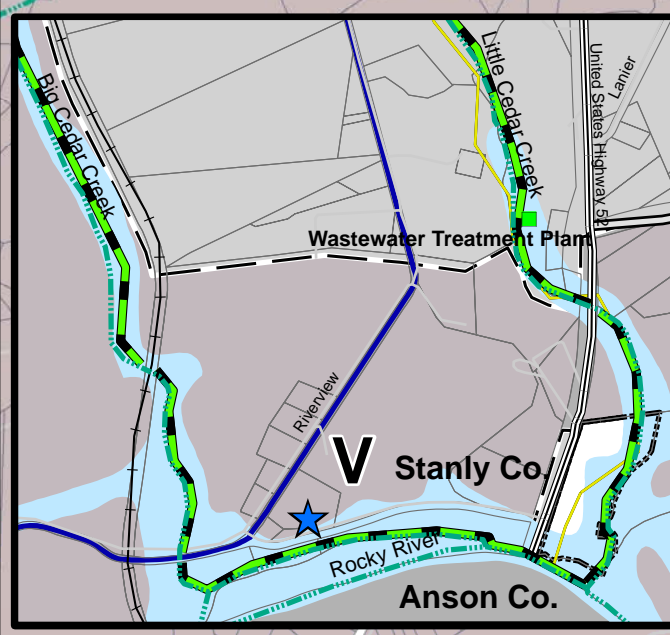 Big Cedar Creek
Little Cedar Creek
United States Highway 52
Lanier
Wastewater Treatment Plant
Riverview
V
Stanly Co.
Rocky River
Anson Co.